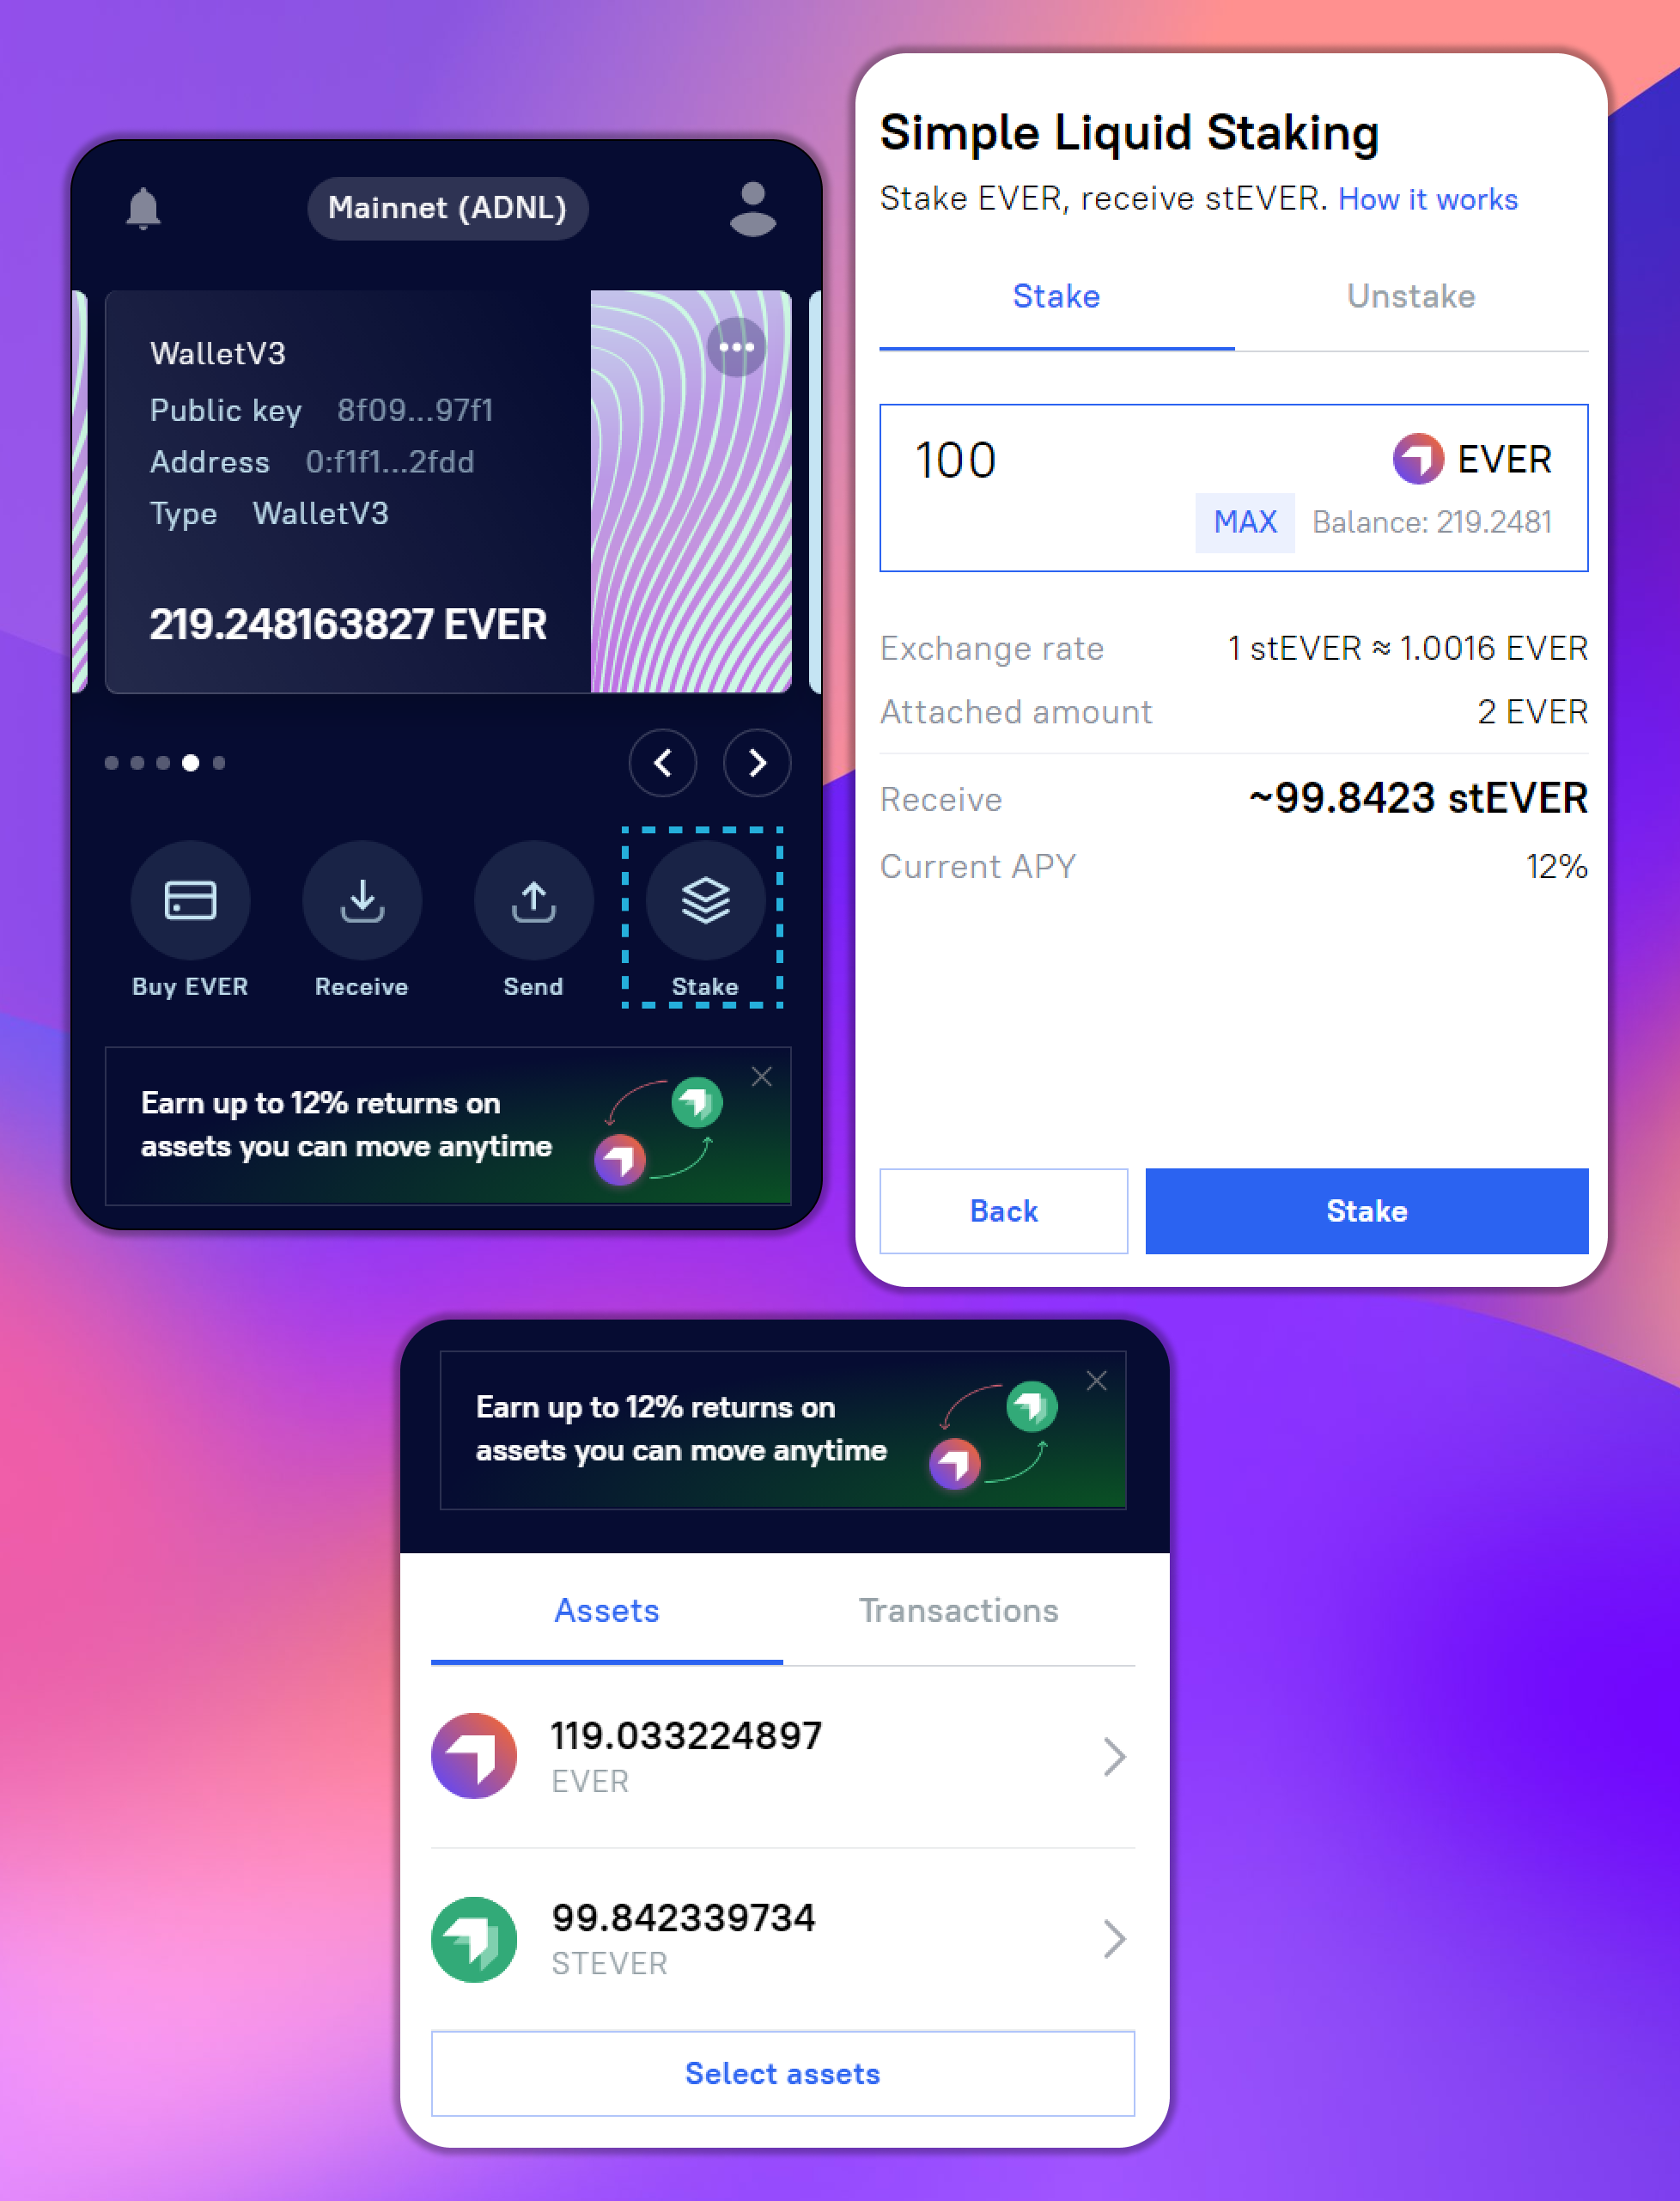 Mainnet (ADNL)
WalletV3
Public key 8f09...97f1
Address 0:f1f1...2fdd
Type WalletV3
219.248163827 EVER
Buy EVER
Receive
Send
Stake
Earn up to 12% returns on
assets you can move anytime
Simple Liquid Staking
Stake EVER, receive stEVER. How it works
Stake
Unstake
100
EVER
MAX
Balance: 219.2481
Exchange rate 1 stEVER ≈ 1.0016 EVER
Attached amount 2 EVER
Receive ~99.8423 stEVER
Current APY 12%
Back
Stake
Earn up to 12% returns on
assets you can move anytime
Assets
Transactions
119.033224897
EVER
99.842339734
STEVER
Select assets